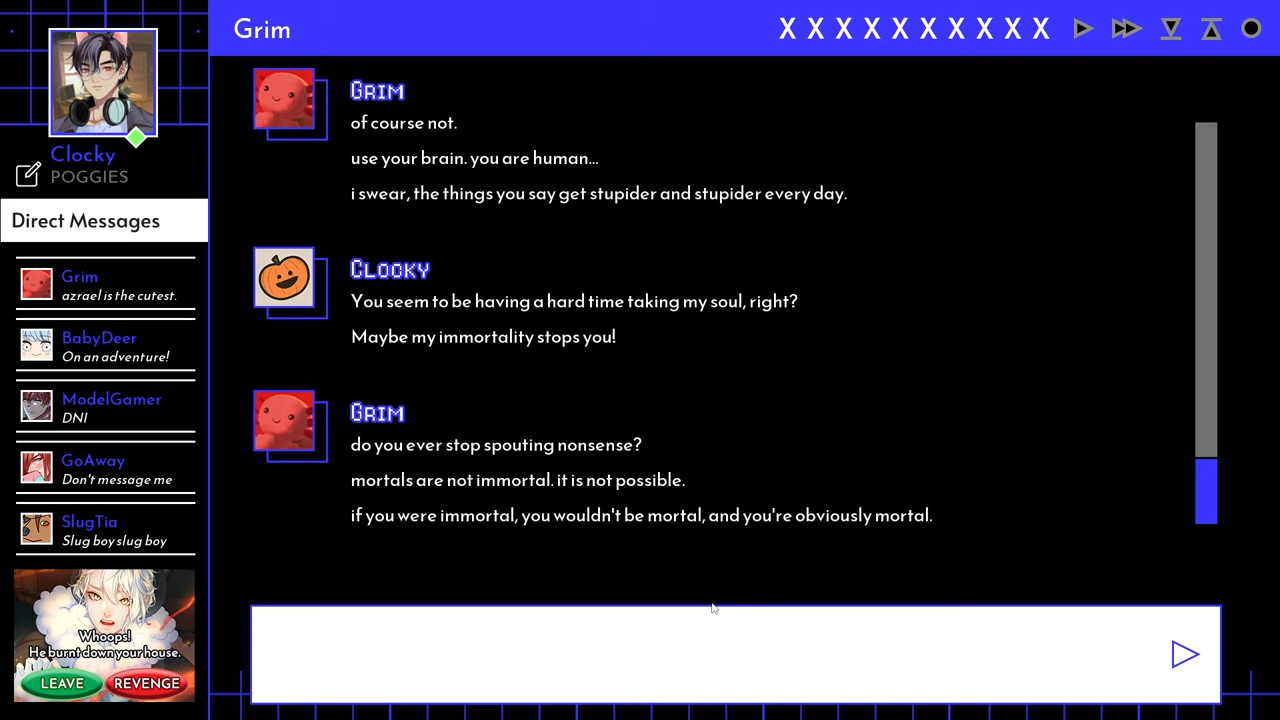 Grim
X X X X X X X X X X
Clocky
POGGIES
Direct Messages
Grim
azrael is the cutest.
BabyDeer
On an adventure!
ModelGamer
DNI
GoAway
Don't message me
SlugTia
Slug boy slug boy
Whoops!
He burnt down your house.
LEAVE REVENGE
Grim
of course not.
use your brain. you are human...
i swear, the things you say get stupider and stupider every day.
Clocky
You seem to be having a hard time taking my soul, right?
Maybe my immortality stops you!
Grim
do you ever stop spouting nonsense?
mortals are not immortal. it is not possible.
if you were immortal, you wouldn't be mortal, and you're obviously mortal.